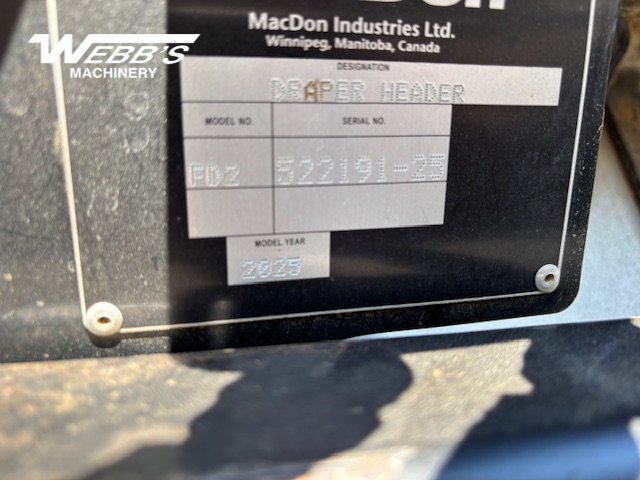 WEBB'S
MACHINERY
MacDon Industries Ltd.
Winnipeg, Manitoba, Canada
DESIGNATION
DRAPER HEADER
MODEL NO. SERIAL NO.
FD2 522191-25
MODEL YEAR
2025